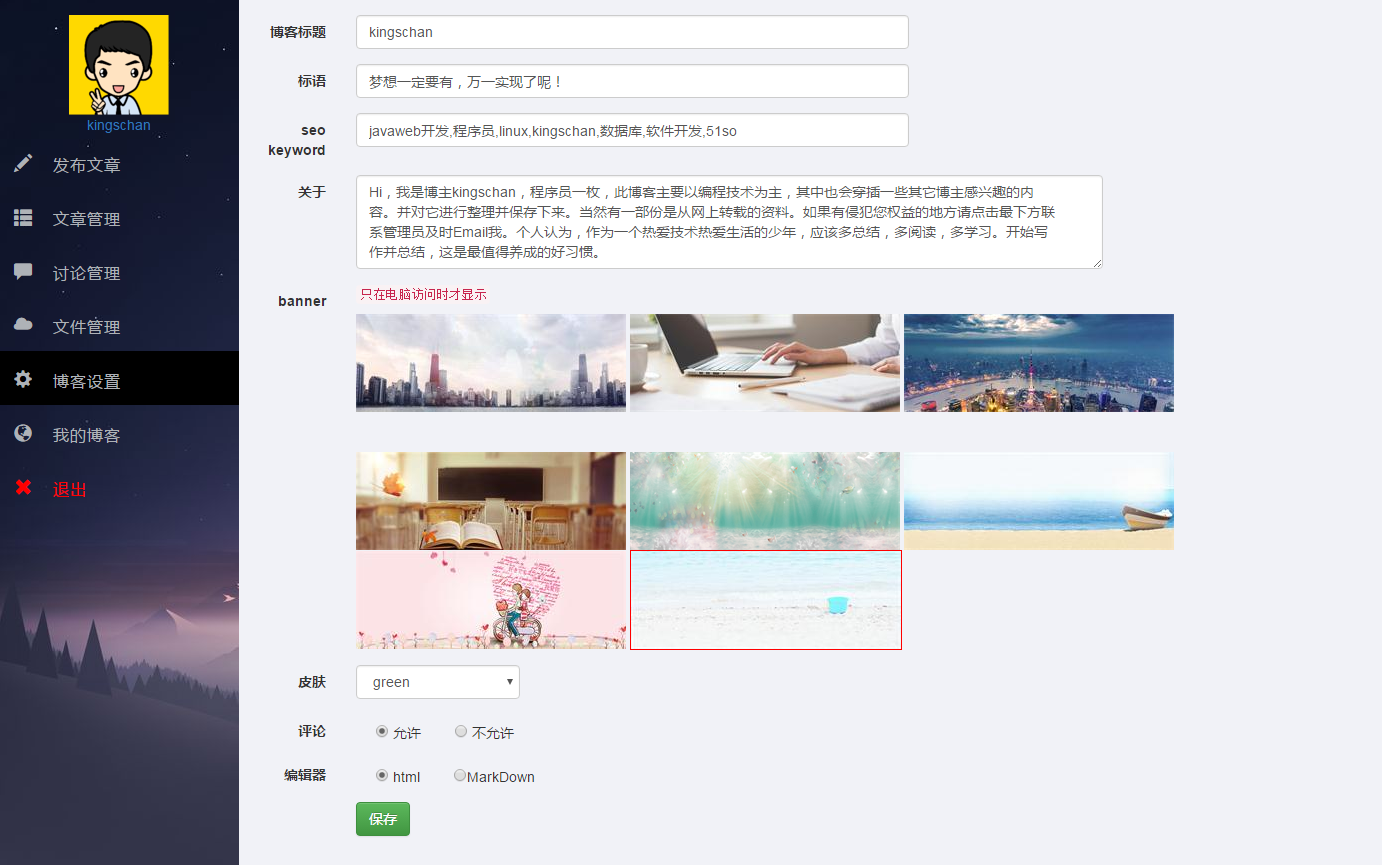 kingschan
发布文章
文章管理
讨论管理
文件管理
博客设置
我的博客
退出
博客标题
kingschan
标语
梦想一定要有，万一实现了呢！
seo
keyword
javaweb开发,程序员,linux,kingschan,数据库,软件开发,51so
关于
Hi，我是博主kingschan，程序员一枚，此博客主要以编程技术为主，其中也会穿插一些其它博主感兴趣的内
容。并对它进行整理并保存下来。当然有一部份是从网上转载的资料。如果有侵犯您权益的地方请点击最下方联
系管理员及时Email我。个人认为，作为一个热爱技术热爱生活的少年，应该多总结，多阅读，多学习。开始写
作并总结，这是最值得养成的好习惯。
banner
只在电脑访问时才显示
皮肤
green
评论
允许 不允许
编辑器
html MarkDown
保存